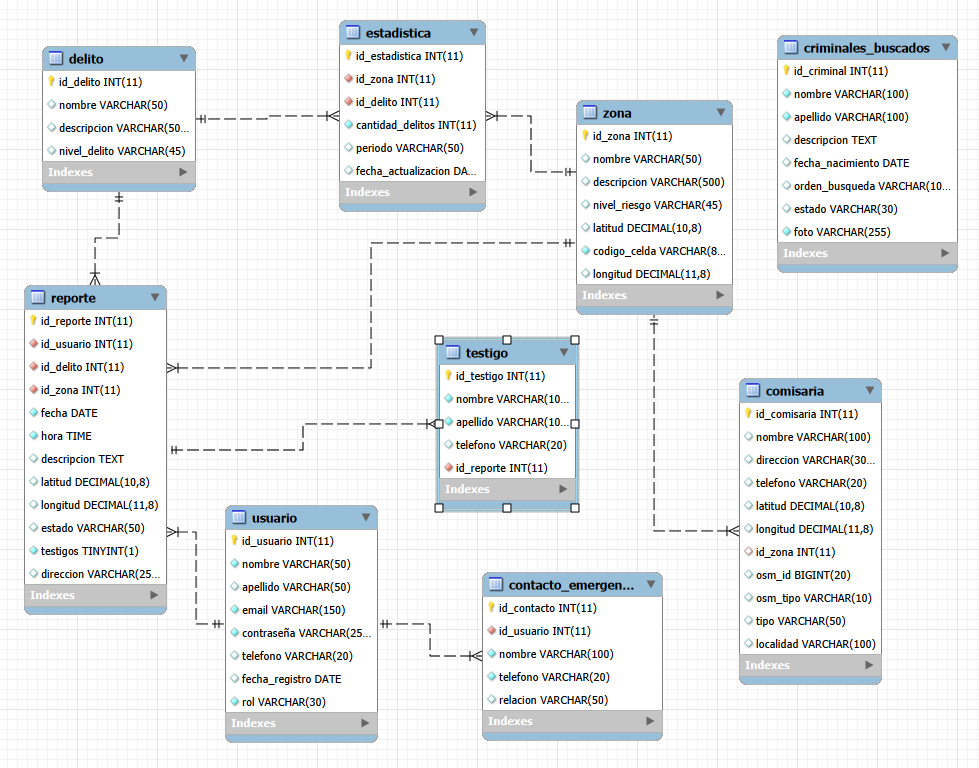 delito
id_delito INT(11)
nombre VARCHAR(50)
descripcion VARCHAR(50...
nivel_delito VARCHAR(45)
Indexes
estadistica
id_estadistica INT(11)
id_zona INT(11)
id_delito INT(11)
cantidad_delitos INT(11)
periodo VARCHAR(50)
fecha_actualizacion DA...
Indexes
zona
id_zona INT(11)
nombre VARCHAR(50)
descripcion VARCHAR(500)
nivel_riesgo VARCHAR(45)
latitud DECIMAL(10,8)
codigo_celda VARCHAR(8...
longitud DECIMAL(11,8)
Indexes
criminales_buscados
id_criminal INT(11)
nombre VARCHAR(100)
apellido VARCHAR(100)
descripcion TEXT
fecha_nacimiento DATE
orden_busqueda VARCHAR(10...
estado VARCHAR(30)
foto VARCHAR(255)
Indexes
reporte
id_reporte INT(11)
id_usuario INT(11)
id_delito INT(11)
id_zona INT(11)
fecha DATE
hora TIME
descripcion TEXT
latitud DECIMAL(10,8)
longitud DECIMAL(11,8)
estado VARCHAR(50)
testigos TINYINT(1)
direccion VARCHAR(25...
Indexes
testigo
id_testigo INT(11)
nombre VARCHAR(10...
apellido VARCHAR(10...
telefono VARCHAR(20)
id_reporte INT(11)
Indexes
comisaria
id_comisaria INT(11)
nombre VARCHAR(100)
direccion VARCHAR(30...
telefono VARCHAR(20)
latitud DECIMAL(10,8)
longitud DECIMAL(11,8)
id_zona INT(11)
osm_id BIGINT(20)
osm_tipo VARCHAR(10)
tipo VARCHAR(50)
localidad VARCHAR(100)
Indexes
usuario
id_usuario INT(11)
nombre VARCHAR(50)
apellido VARCHAR(50)
email VARCHAR(150)
contraseña VARCHAR(25...
telefono VARCHAR(20)
fecha_registro DATE
rol VARCHAR(30)
Indexes
contacto_emergen...
id_contacto INT(11)
id_usuario INT(11)
nombre VARCHAR(100)
telefono VARCHAR(20)
relacion VARCHAR(50)
Indexes